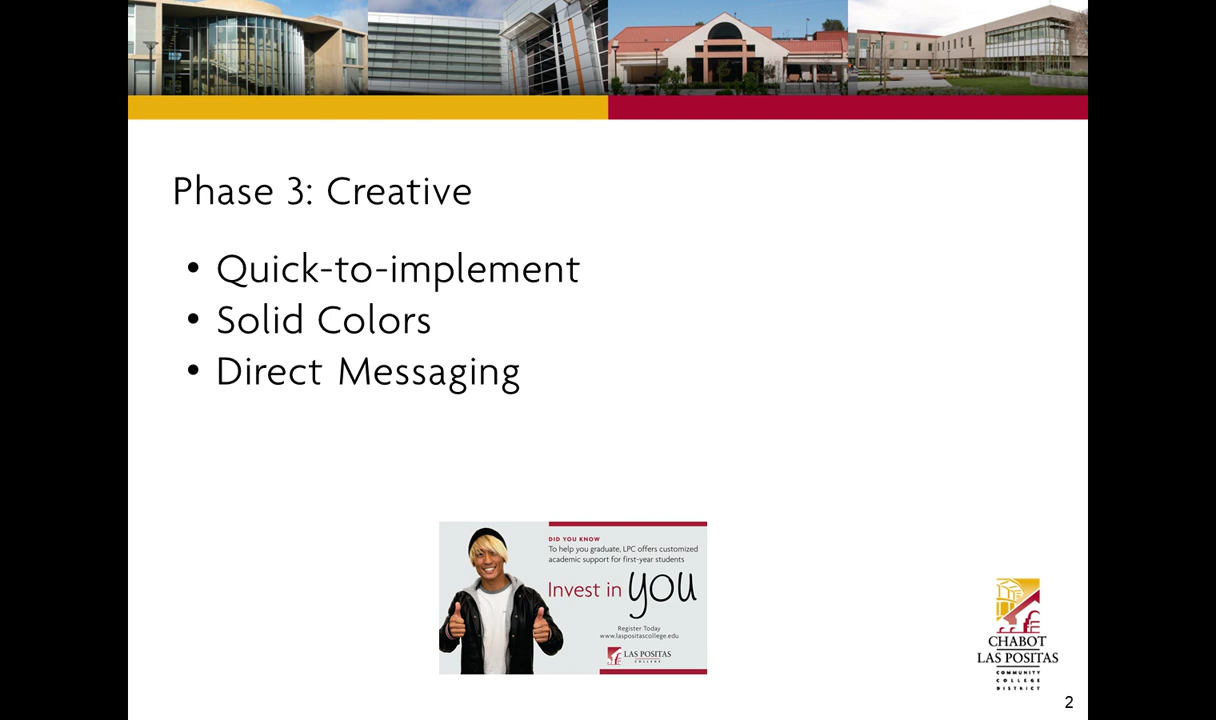 Phase 3: Creative
• Quick-to-implement
• Solid Colors
• Direct Messaging
DID YOU KNOW
To help you graduate, LPC offers customized
academic support for first-year students
Invest in you
Register Today
www.laspositascollege.edu
LAS POSITAS
COLLEGE
CHABOT
LAS POSITAS
COMMUNITY
COLLEGE
DISTRICT
2